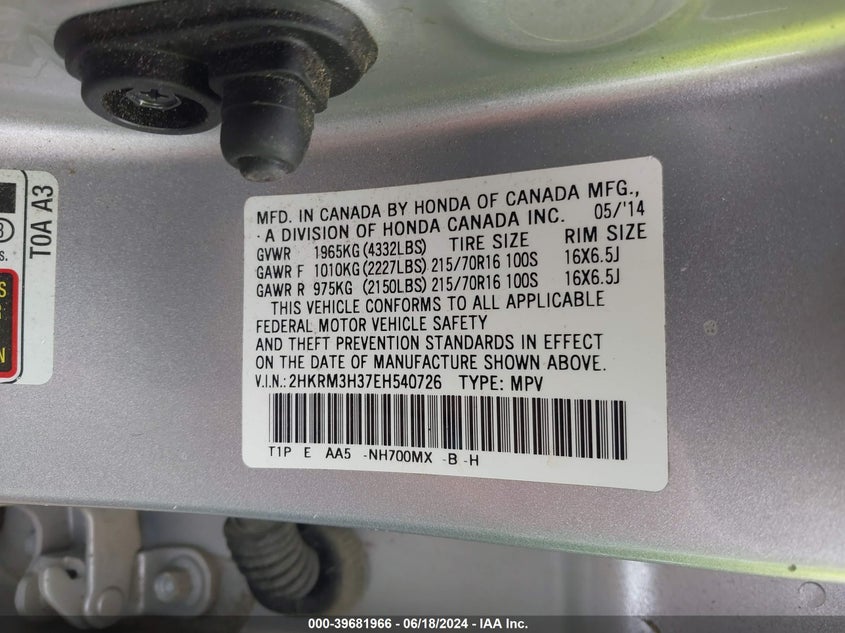 MFD. IN CANADA BY HONDA OF CANADA MFG.,
A DIVISION OF HONDA CANADA INC. 05/'14
GVWR 1965KG (4332LBS) TIRE SIZE RIM SIZE
GAWR F 1010KG (2227LBS) 215/70R16 100S 16X6.5J
GAWR R 975KG (2150LBS) 215/70R16 100S 16X6.5J
THIS VEHICLE CONFORMS TO ALL APPLICABLE
FEDERAL MOTOR VEHICLE SAFETY
AND THEFT PREVENTION STANDARDS IN EFFECT
ON THE DATE OF MANUFACTURE SHOWN ABOVE.
V.I.N.: 2HKRM3H37EH540726 TYPE: MPV
T1P E AA5 -NH700MX -B -H
T0A A3
000-39681966 - 06/18/2024 - IAA Inc.